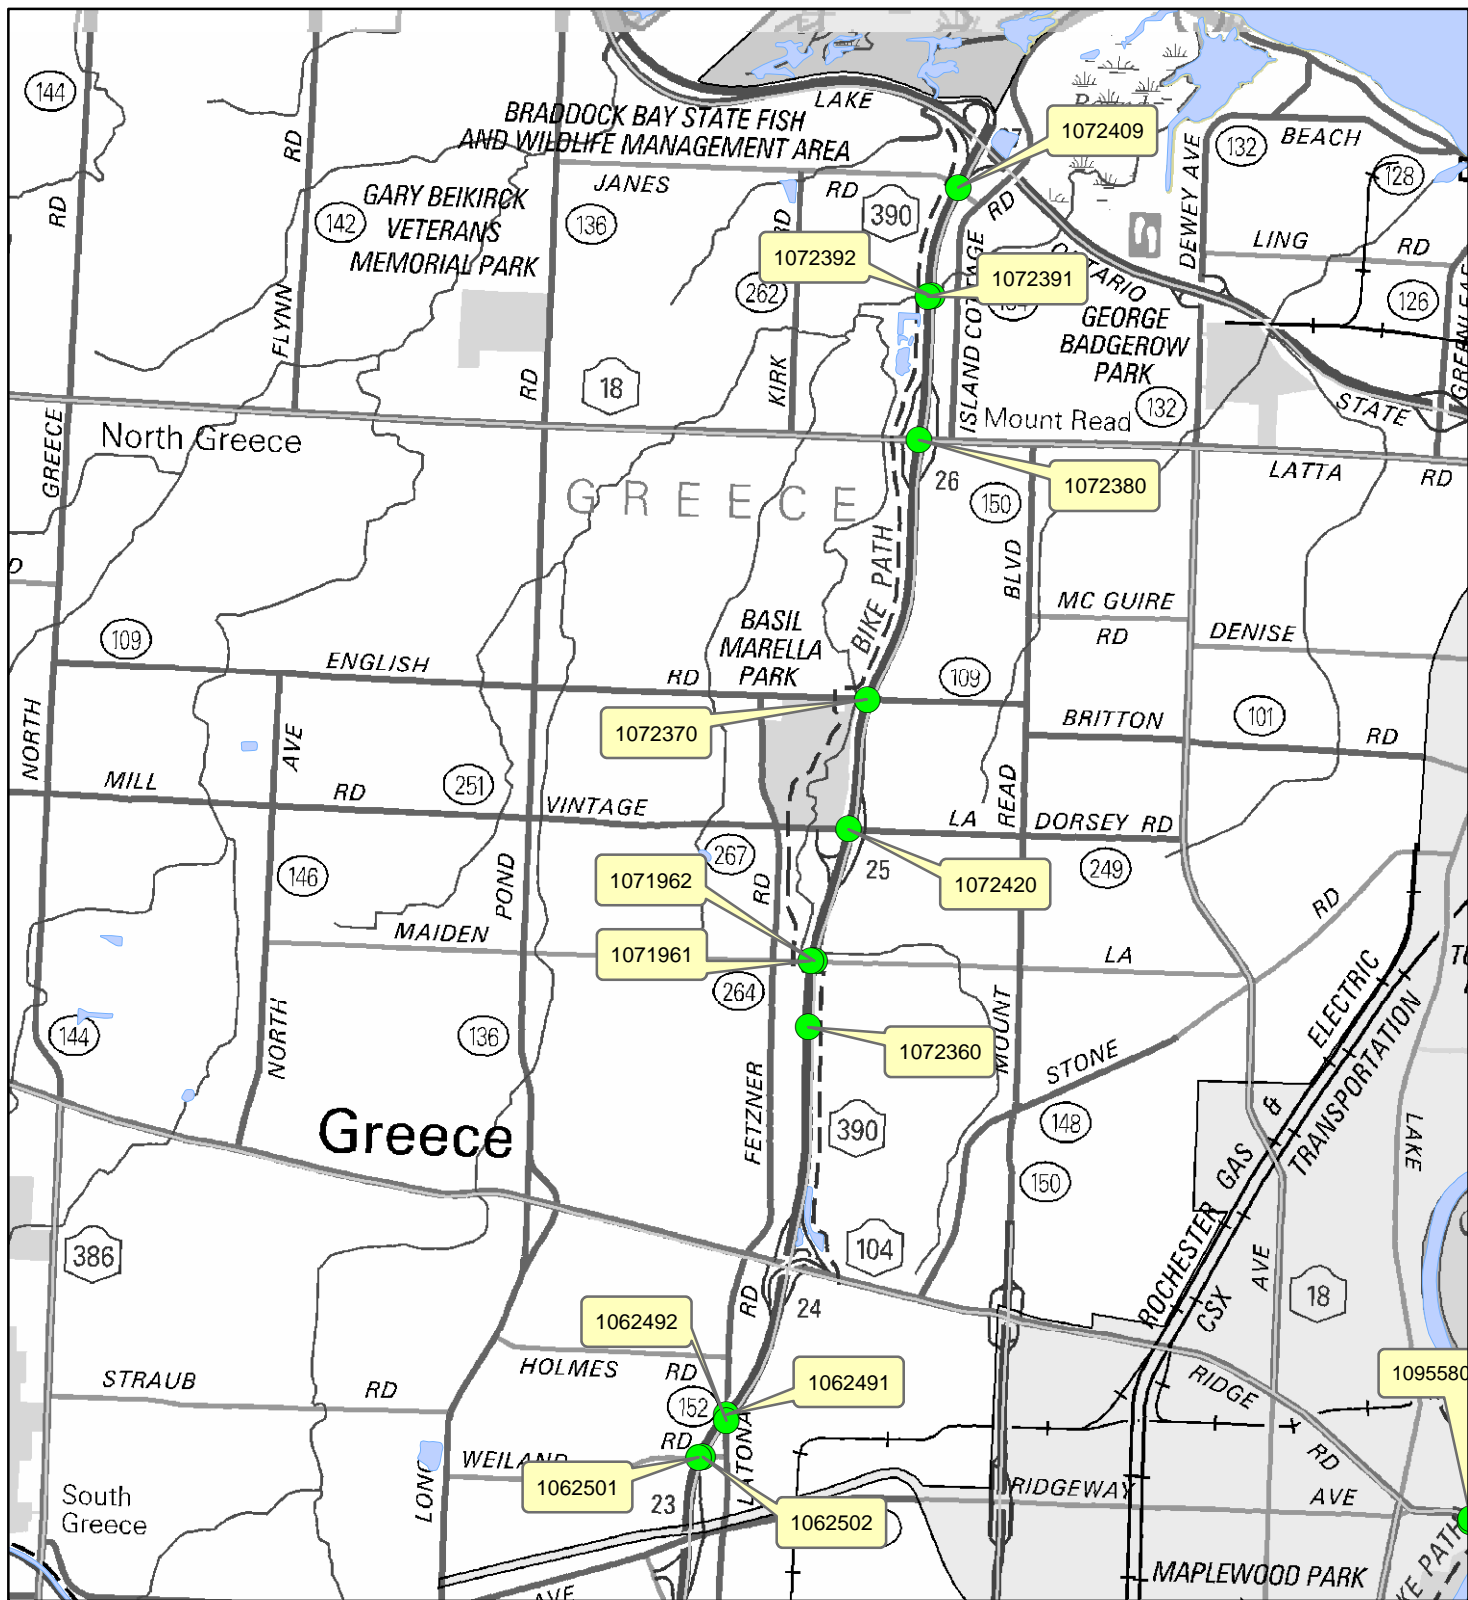 144
LAKE
BRADDOCK BAY STATE FISH
AND WILDLIFE MANAGEMENT AREA
1072409
BEACH
132
128
DEWEY AVE
RD
RD
JANES
RD
390
RD
GARY BEIKIRCK
VETERANS
MEMORIAL PARK
142
136
RD
LING
RD
1072392
1072391
262
ONTARIO
126
FLYNN
GEORGE
BADGEROW
PARK
ISLAND COTTAGE
KIRK
RD
18
132
STATE
GREENLEAF
GREECE
North Greece
Mount Read
26
1072380
LATTA
RD
GREECE
150
BIKE PATH
BLVD
MC GUIRE
RD
DENISE
BASIL
MARELLA
PARK
109
ENGLISH
RD
109
1072370
BRITTON
101
RD
NORTH
AVE
MILL
RD
251
VINTAGE
LA
READ
DORSEY RD
267
25
249
1072420
1071962
146
POND
RD
RD
MAIDEN
1071961
LA
264
144
136
NORTH
1072360
MOUNT
STONE
ELECTRIC
TRANSPORTATION
Greece
FETZNER
390
148
150
LAKE
&
GAS
ROCHESTER
CSX
386
104
AVE
18
RD
24
1062492
HOLMES
RD
1062491
1095580
STRAUB
RD
152
RIDGE
RD
LATONA
WEILAND
RD
1062501
LONG
23
1062502
RIDGEWAY
AVE
South
Greece
MAPLEWOOD PARK
AVE
KE PATH